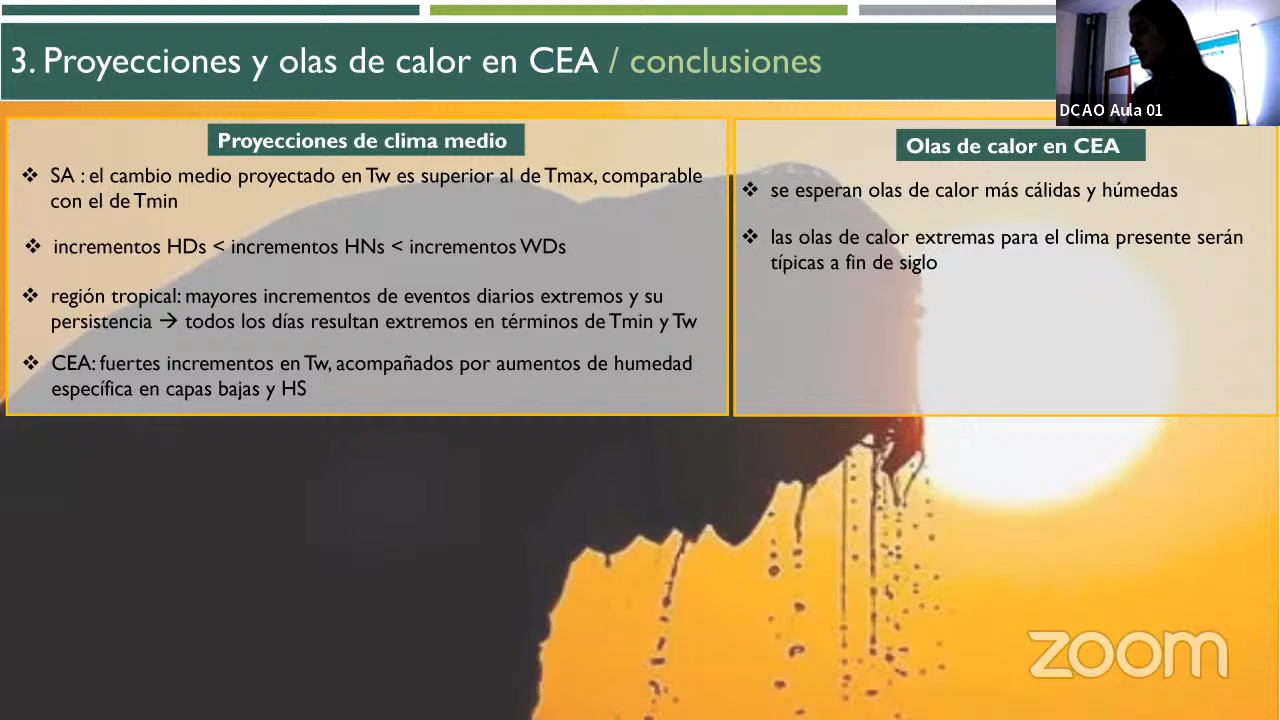 3. Proyecciones y olas de calor en CEA / conclusiones
DCAO Aula 01
Proyecciones de clima medio
❖ SA : el cambio medio proyectado en Tw es superior al de Tmax, comparable
con el de Tmin
❖ incrementos HDs < incrementos HNs < incrementos WDs
❖ región tropical: mayores incrementos de eventos diarios extremos y su
persistencia → todos los días resultan extremos en términos de Tmin y Tw
❖ CEA: fuertes incrementos en Tw, acompañados por aumentos de humedad
específica en capas bajas y HS
Olas de calor en CEA
❖ se esperan olas de calor más cálidas y húmedas
❖ las olas de calor extremas para el clima presente serán
típicas a fin de siglo
zoom